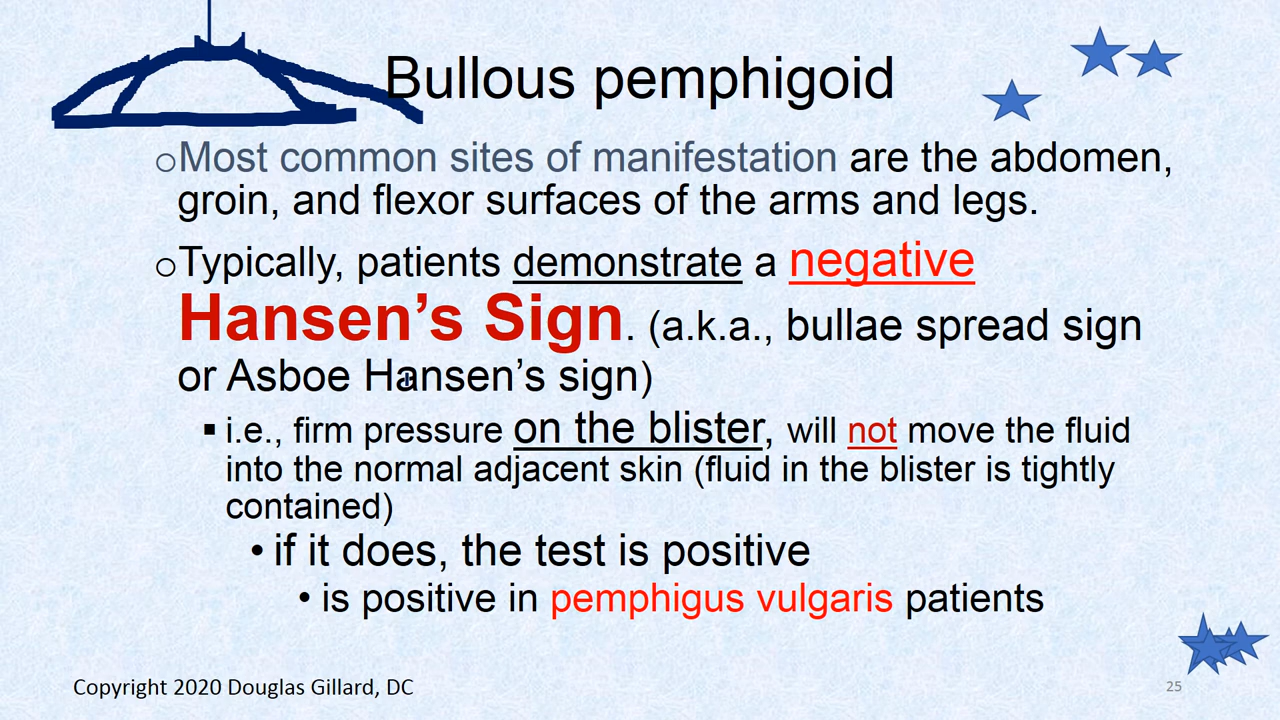 Bullous pemphigoid
oMost common sites of manifestation are the abdomen,
groin, and flexor surfaces of the arms and legs.
oTypically, patients demonstrate a negative
Hansen’s Sign. (a.k.a., bullae spread sign
or Asboe Hansen’s sign)
▪ i.e., firm pressure on the blister, will not move the fluid
into the normal adjacent skin (fluid in the blister is tightly
contained)
• if it does, the test is positive
• is positive in pemphigus vulgaris patients
Copyright 2020 Douglas Gillard, DC
25